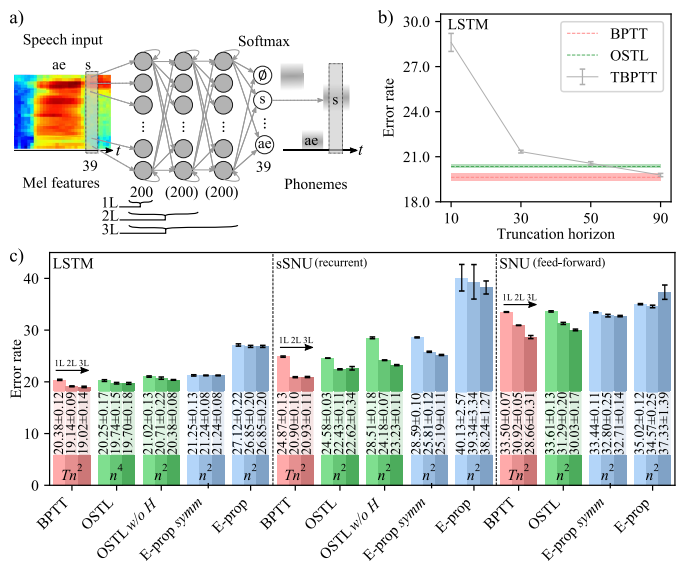 a)
Speech input
Softmax
ae
s
∅
s
s
ae
ae
t
t
39
39
Mel features
200
(200)
(200)
Phonemes
1L
2L
3L
b)
LSTM
BPTT
OSTL
TBPTT
Error rate
30.0
27.0
24.0
21.0
18.0
10
30
50
90
Truncation horizon
c)
LSTM
sSNU (recurrent)
SNU (feed-forward)
Error rate
40
30
20
10
0
1L 2L 3L
1L 2L 3L
1L 2L 3L
20.38±0.12
19.14±0.09
19.02±0.14
20.25±0.17
19.74±0.15
19.70±0.18
21.02±0.13
20.71±0.22
20.38±0.08
21.25±0.13
21.24±0.08
21.24±0.08
27.12±0.22
26.85±0.20
26.85±0.20
24.87±0.13
20.90±0.10
20.93±0.11
24.58±0.03
22.43±0.11
22.62±0.34
28.51±0.18
24.18±0.07
23.23±0.11
28.59±0.10
25.81±0.12
25.19±0.11
40.13±2.57
39.34±3.34
38.24±1.27
33.50±0.07
30.92±0.05
28.66±0.31
33.61±0.13
31.29±0.20
30.03±0.17
33.44±0.11
32.80±0.25
32.71±0.14
35.02±0.12
34.57±0.25
37.33±1.39
Tn²
n⁴
n²
n²
n²
Tn²
n²
n²
n²
n²
Tn²
n²
n²
n²
BPTT
OSTL
OSTL w/o H
E-prop symm
E-prop
BPTT
OSTL
OSTL w/o H
E-prop symm
E-prop
BPTT
OSTL
E-prop symm
E-prop